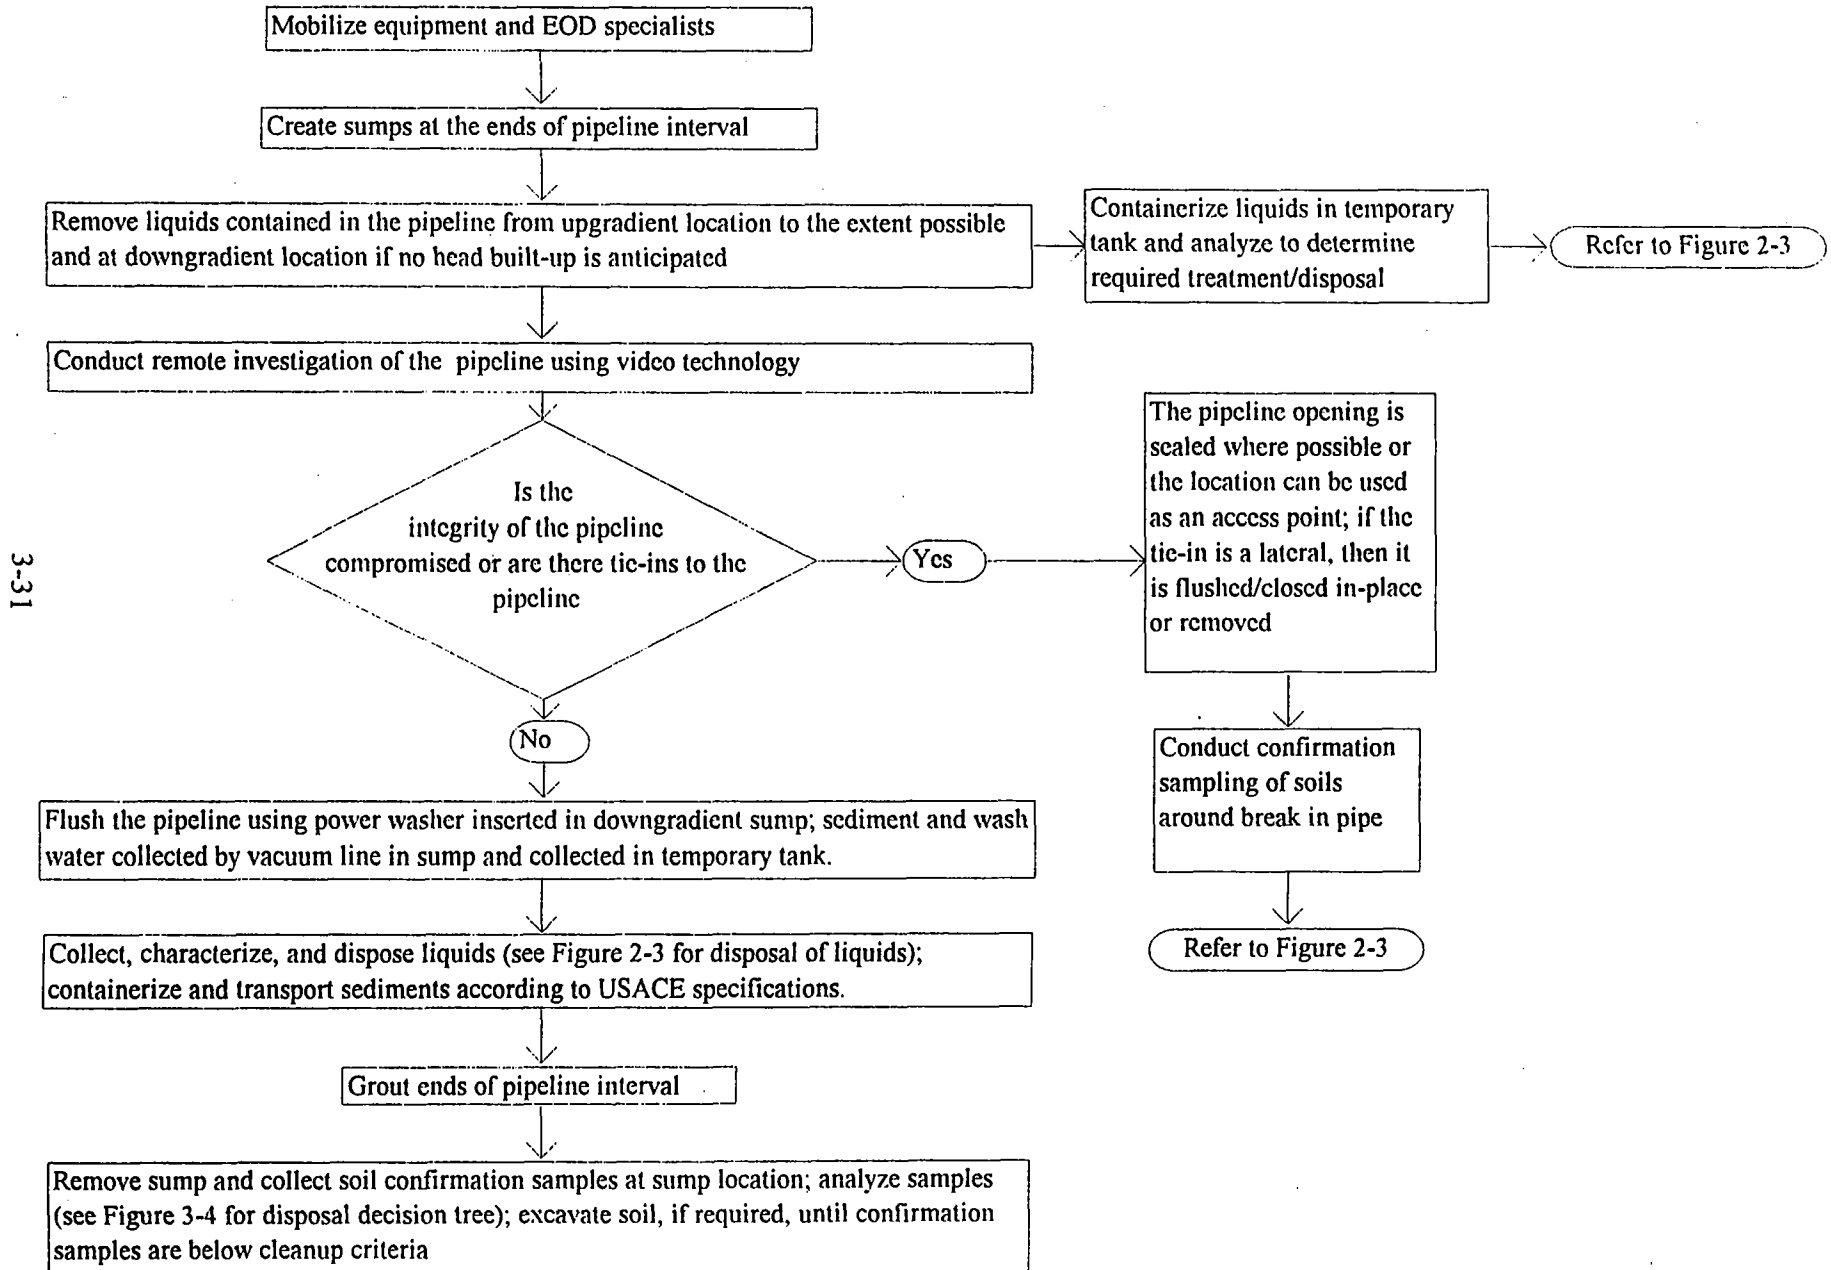 Mobilize equipment and EOD specialists
Create sumps at the ends of pipeline interval
Remove liquids contained in the pipeline from upgradient location to the extent possible
and at downgradient location if no head built-up is anticipated
Containerize liquids in temporary
tank and analyze to determine
required treatment/disposal
Refer to Figure 2-3
Conduct remote investigation of the pipeline using video technology
Is the
integrity of the pipeline
compromised or are there tie-ins to the
pipeline
Yes
The pipeline opening is
sealed where possible or
the location can be used
as an access point; if the
tie-in is a lateral, then it
is flushed/closed in-place
or removed
Conduct confirmation
sampling of soils
around break in pipe
Refer to Figure 2-3
No
Flush the pipeline using power washer inserted in downgradient sump; sediment and wash
water collected by vacuum line in sump and collected in temporary tank.
Collect, characterize, and dispose liquids (see Figure 2-3 for disposal of liquids);
containerize and transport sediments according to USACE specifications.
Grout ends of pipeline interval
Remove sump and collect soil confirmation samples at sump location; analyze samples
(see Figure 3-4 for disposal decision tree); excavate soil, if required, until confirmation
samples are below cleanup criteria
3-31